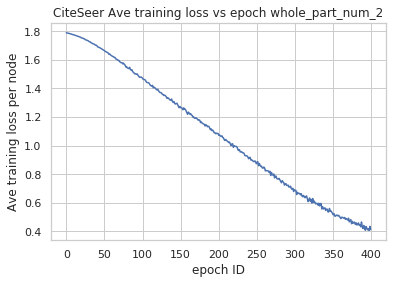 CiteSeer Ave training loss vs epoch whole_part_num_2
Ave training loss per node
1.8
1.6
1.4
1.2
1.0
0.8
0.6
0.4
0 50 100 150 200 250 300 350 400
epoch ID